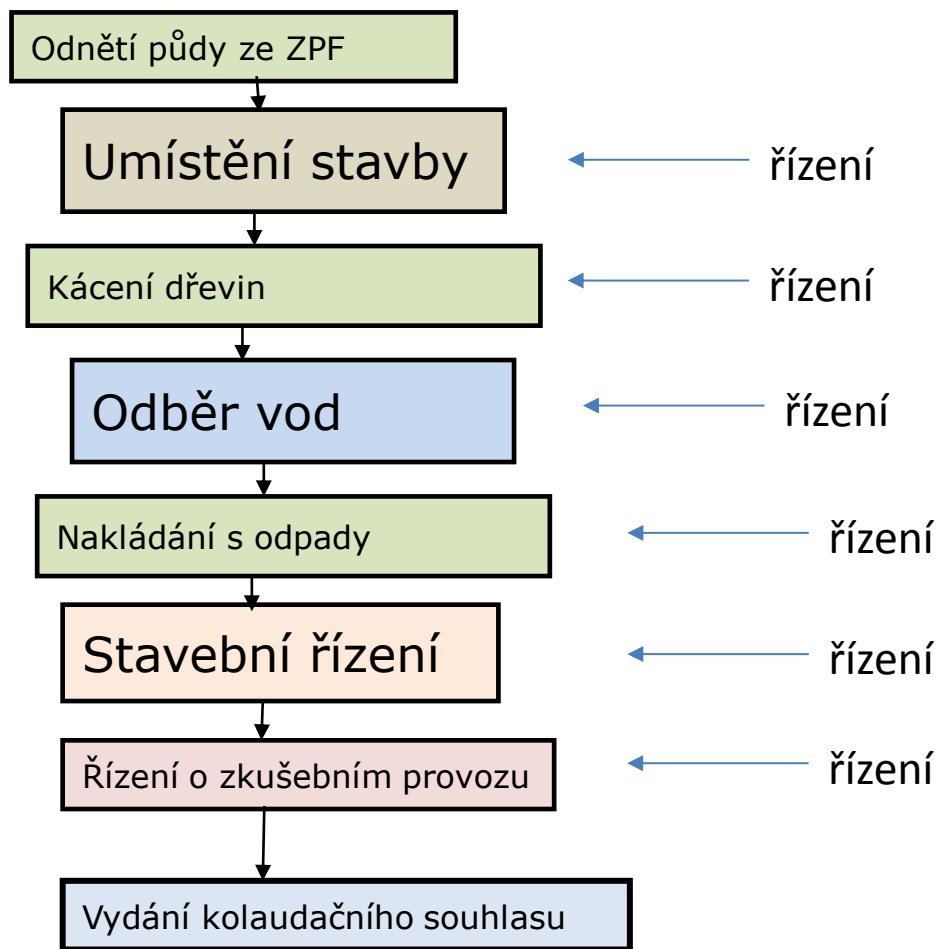 Odnětí půdy ze ZPF
Umístění stavby
řízení
Kácení dřevin
řízení
Odběr vod
řízení
Nakládání s odpady
řízení
Stavební řízení
řízení
Řízení o zkušebním provozu
řízení
Vydání kolaudačního souhlasu